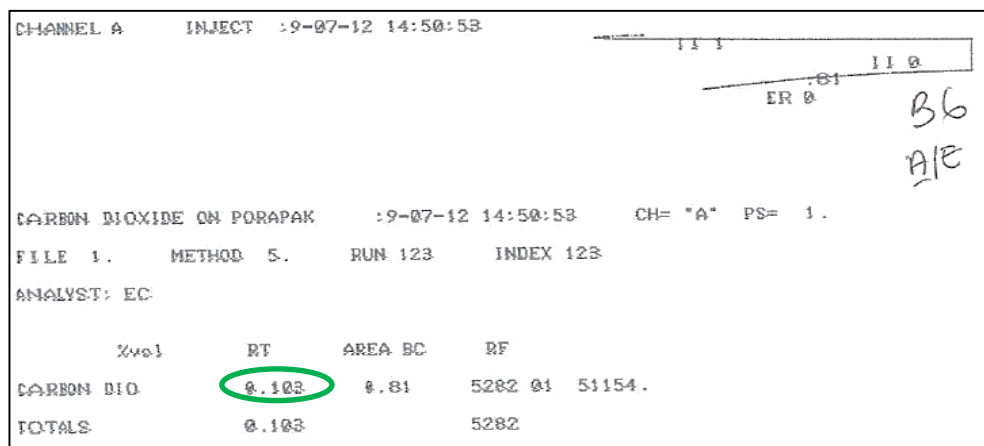 CHANNEL A INJECT :9-07-12 14:50:53
II 1
II 0
.81
ER 0
B6
A/E
CARBON DIOXIDE ON PORAPAK :9-07-12 14:50:53 CH= "A" PS= 1.
FILE 1. METHOD 5. RUN 123 INDEX 123
ANALYST: EC
%vol RT AREA BC RF
CARBON DIO 0.103 0.81 5282 01 51154.
TOTALS 0.103 5282